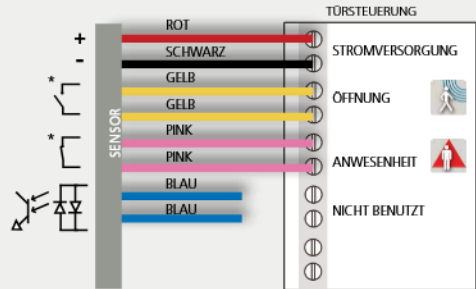 TÜRSTEUERUNG
ROT
+
STROMVERSORGUNG
SCHWARZ
-
GELB
*
ÖFFNUNG
GELB
SENSOR
PINK
*
PINK
ANWESENHEIT
BLAU
BLAU
NICHT BENUTZT